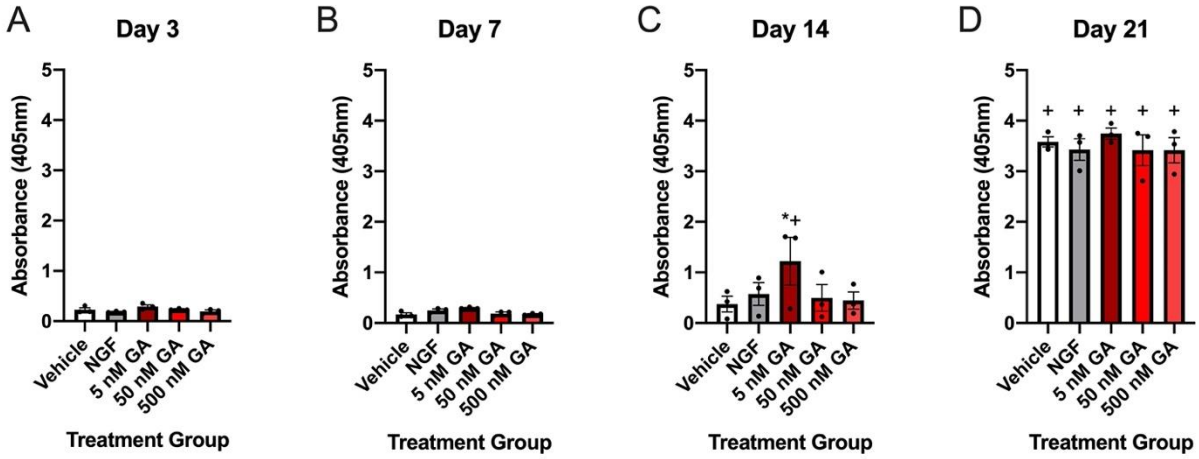 A
Day 3
Absorbance (405nm)
5
4
3
2
1
0
Vehicle
NGF
5 nM GA
50 nM GA
500 nM GA
Treatment Group
B
Day 7
Absorbance (405nm)
5
4
3
2
1
0
Vehicle
NGF
5 nM GA
50 nM GA
500 nM GA
Treatment Group
C
Day 14
Absorbance (405nm)
5
4
3
2
1
0
*+
Vehicle
NGF
5 nM GA
50 nM GA
500 nM GA
Treatment Group
D
Day 21
Absorbance (405nm)
5
4
3
2
1
0
+ + + + +
Vehicle
NGF
5 nM GA
50 nM GA
500 nM GA
Treatment Group